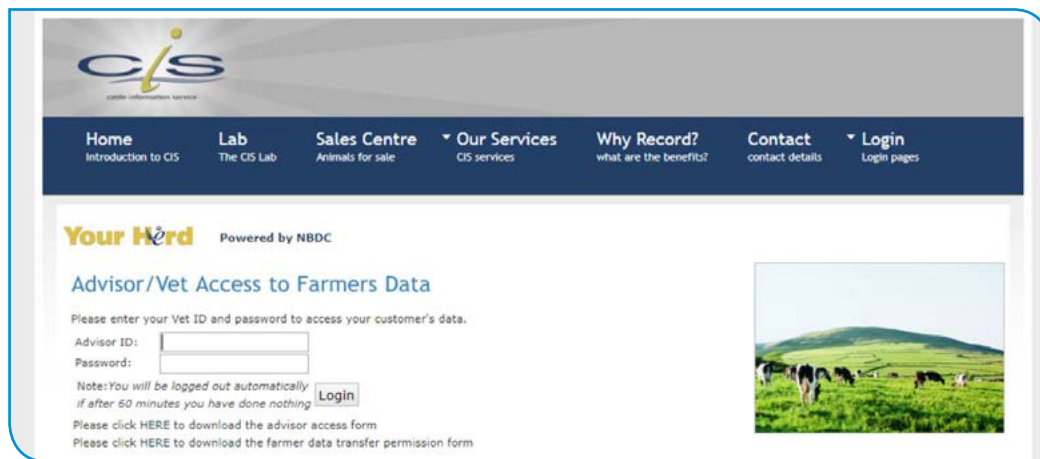 cis
cattle information service
Home Lab Sales Centre Our Services Why Record? Contact Login
Introduction to CIS The CIS Lab Animals for sale CIS services what are the benefits? contact details Login pages
Your Herd Powered by NBDC
Advisor/Vet Access to Farmers Data
Please enter your Vet ID and password to access your customer's data.
Advisor ID:
Password:
Note:You will be logged out automatically
if after 60 minutes you have done nothing Login
Please click HERE to download the advisor access form
Please click HERE to download the farmer data transfer permission form